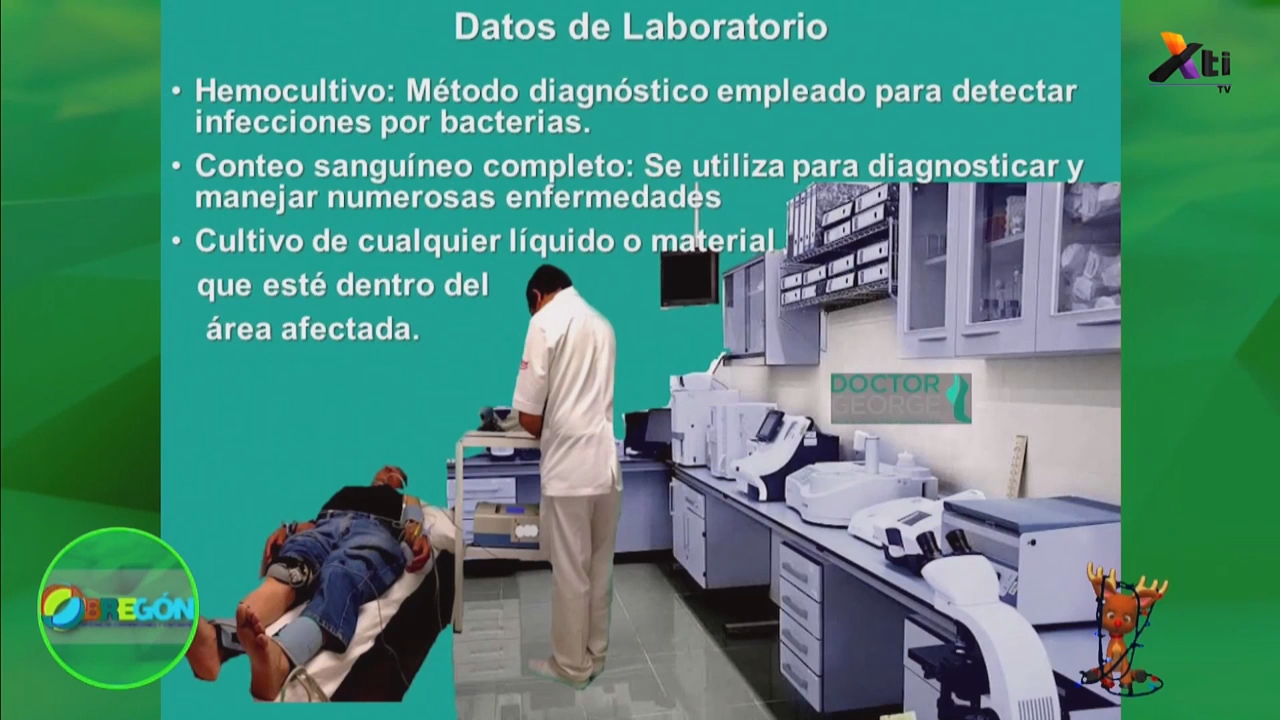 Datos de Laboratorio
Xti
TV
• Hemocultivo: Método diagnóstico empleado para detectar
infecciones por bacterias.
• Conteo sanguíneo completo: Se utiliza para diagnosticar y
manejar numerosas enfermedades
• Cultivo de cualquier líquido o material
que esté dentro del
área afectada.
DOCTOR
GEORGE
OBREGÓN